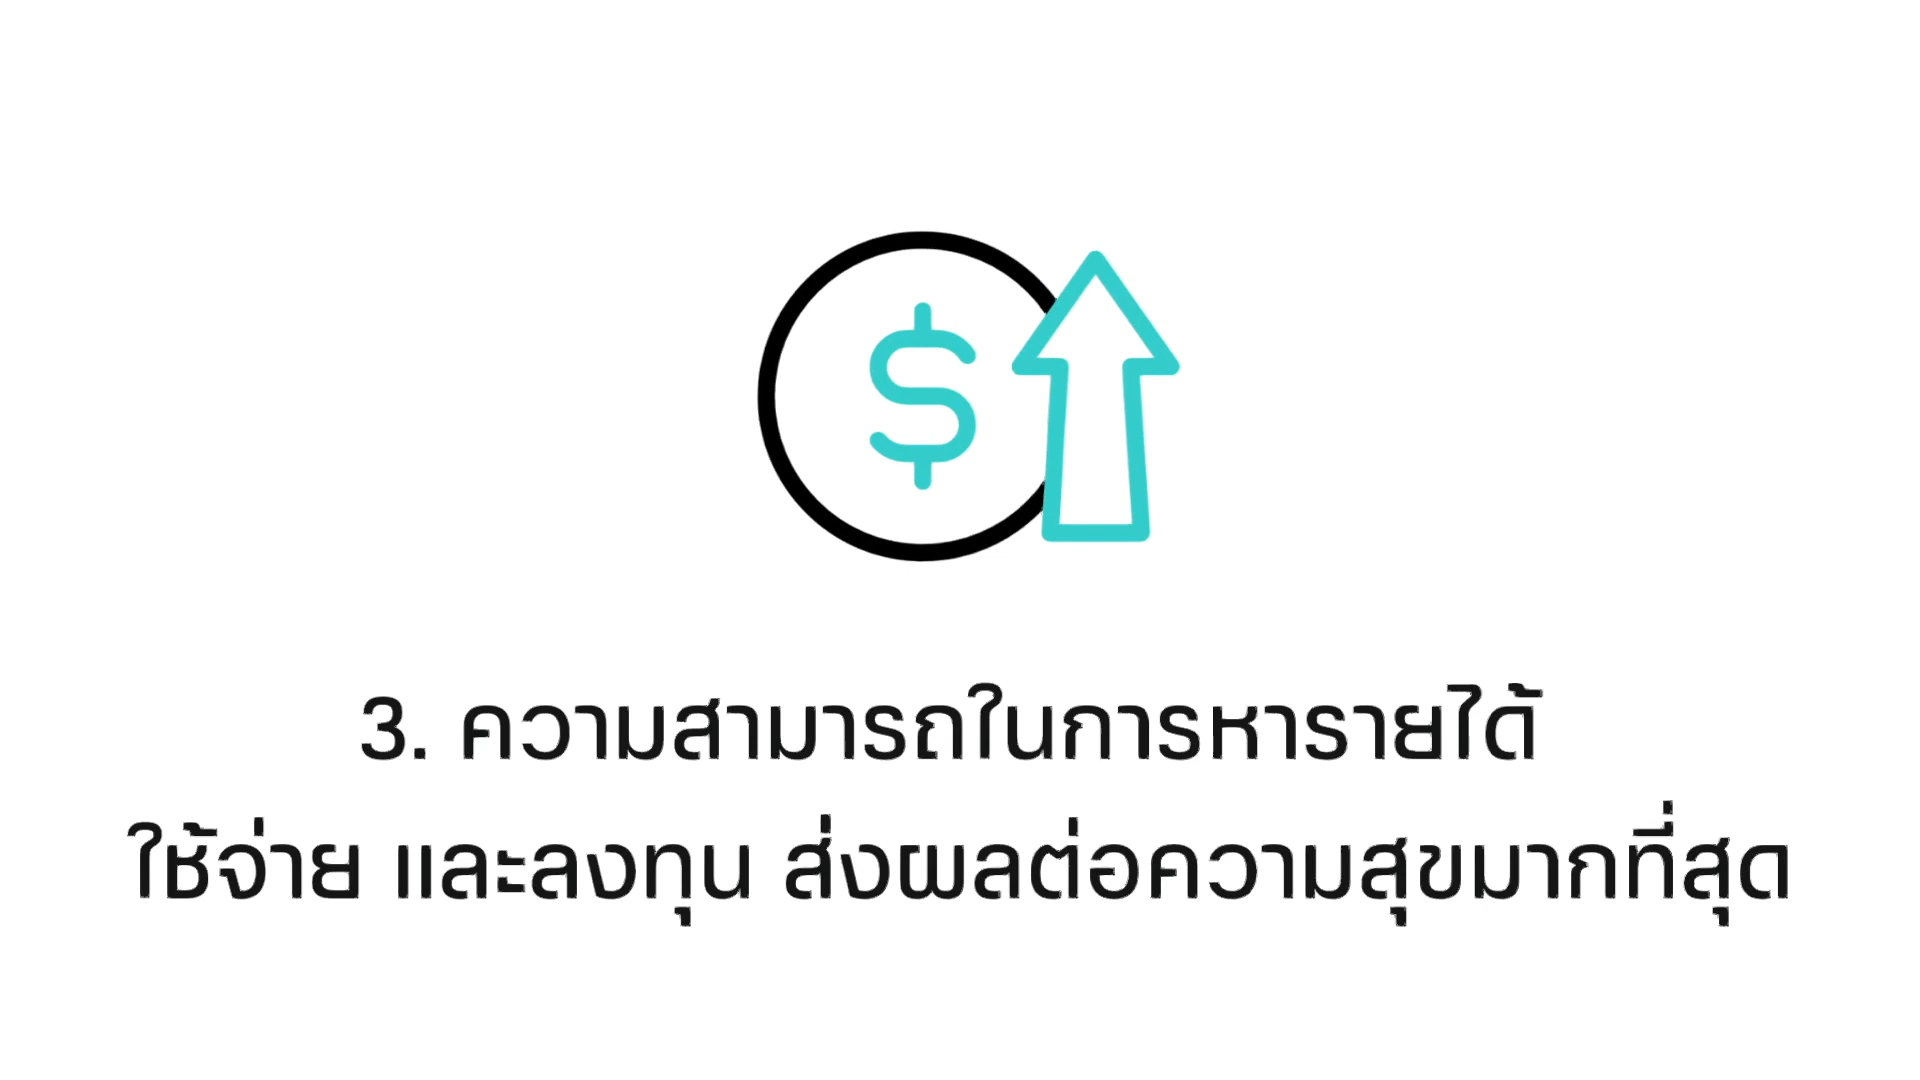 $
3. ความสามารถในการหารายได้
ใช้จ่าย และลงทุน ส่งผลต่อความสุขมากที่สุด